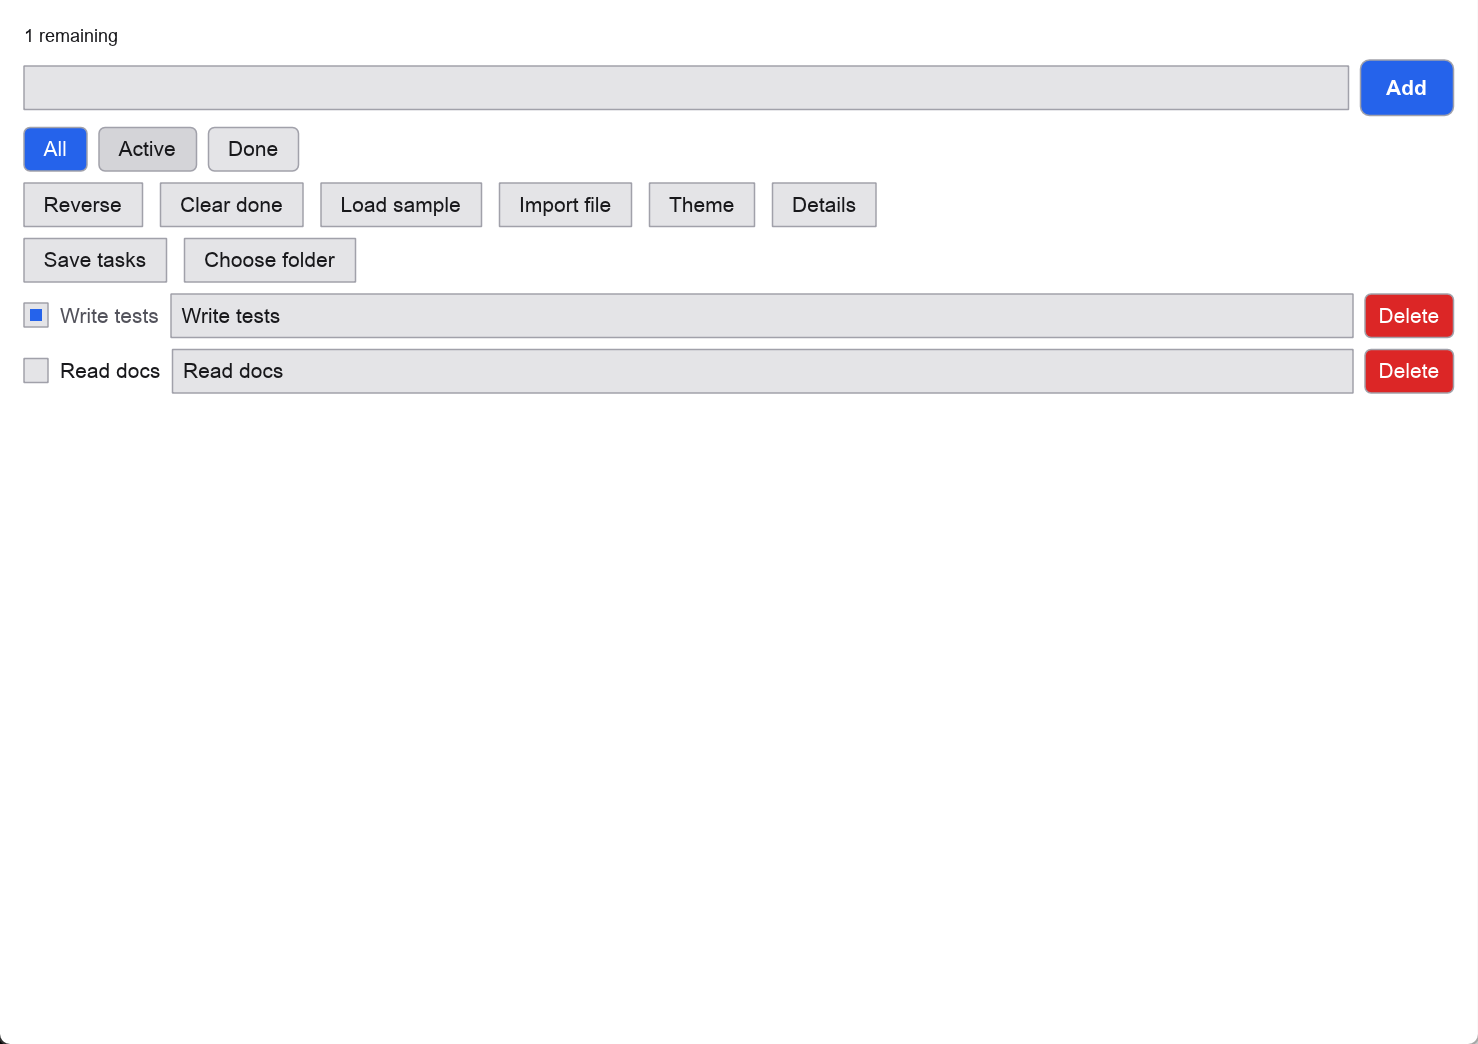 1 remaining
Add
All Active Done
Reverse Clear done Load sample Import file Theme Details
Save tasks Choose folder
Write tests Write tests Delete
Read docs Read docs Delete